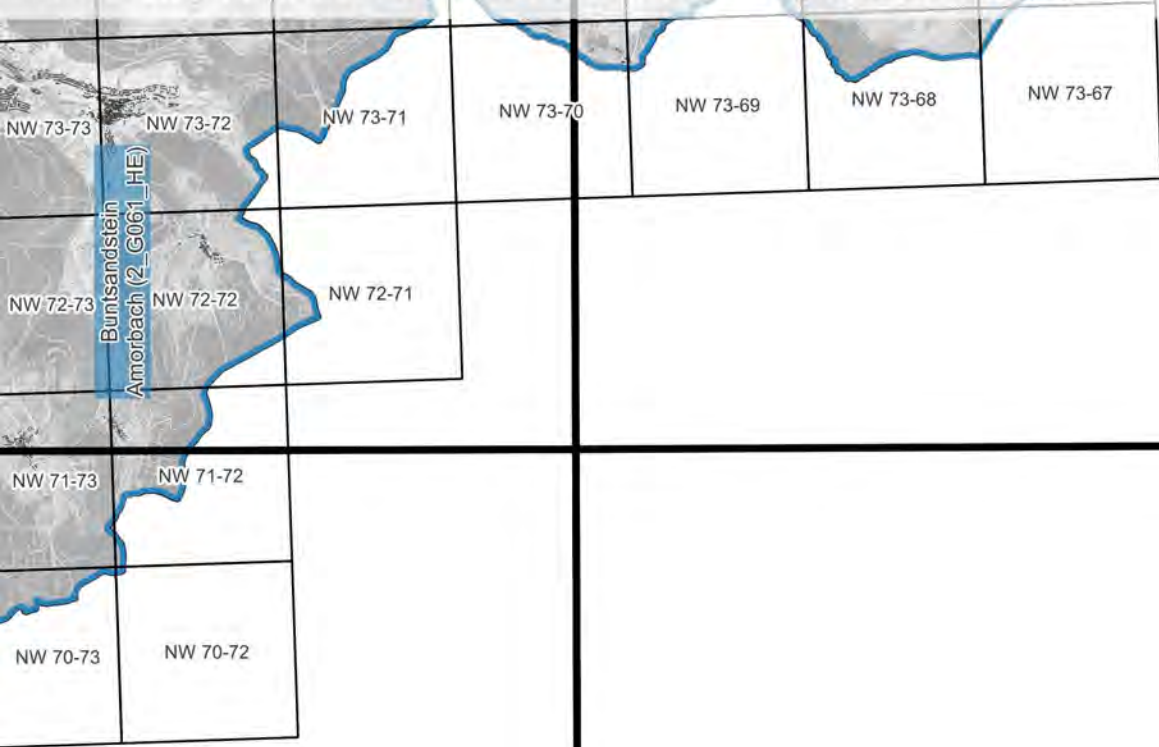 NW 73-73
NW 73-72
NW 73-71
NW 73-70
NW 73-69
NW 73-68
NW 73-67
Buntsandstein
Amorbach (2_G061_HE)
NW 72-73
NW 72-72
NW 72-71
NW 71-73
NW 71-72
NW 70-73
NW 70-72